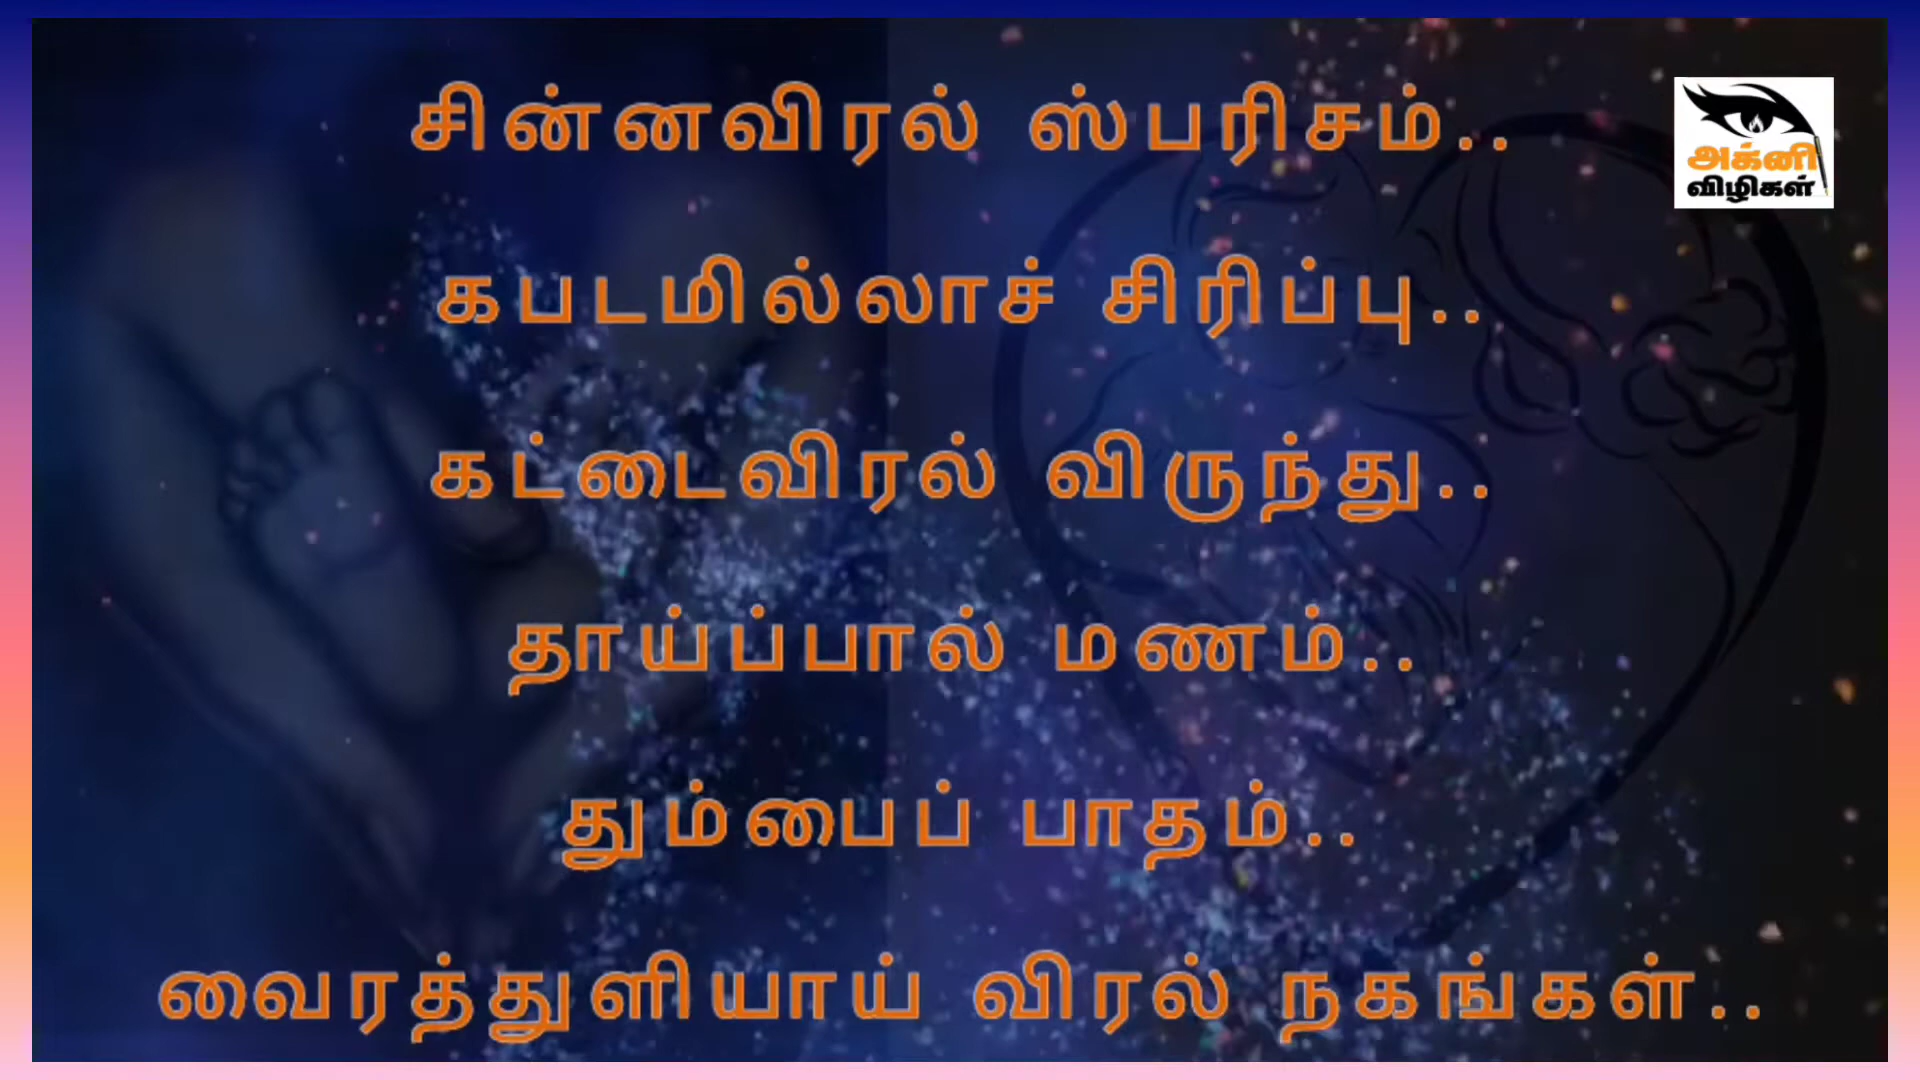 சின்னவிரல் ஸ்பரிசம்..
அக்னி
விழிகள்
கபடமில்லாச் சிரிப்பு..
கட்டைவிரல் விருந்து..
தாய்ப்பால் மணம்..
தும்பைப் பாதம்..
வைரத்துளியாய் விரல் நகங்கள்..